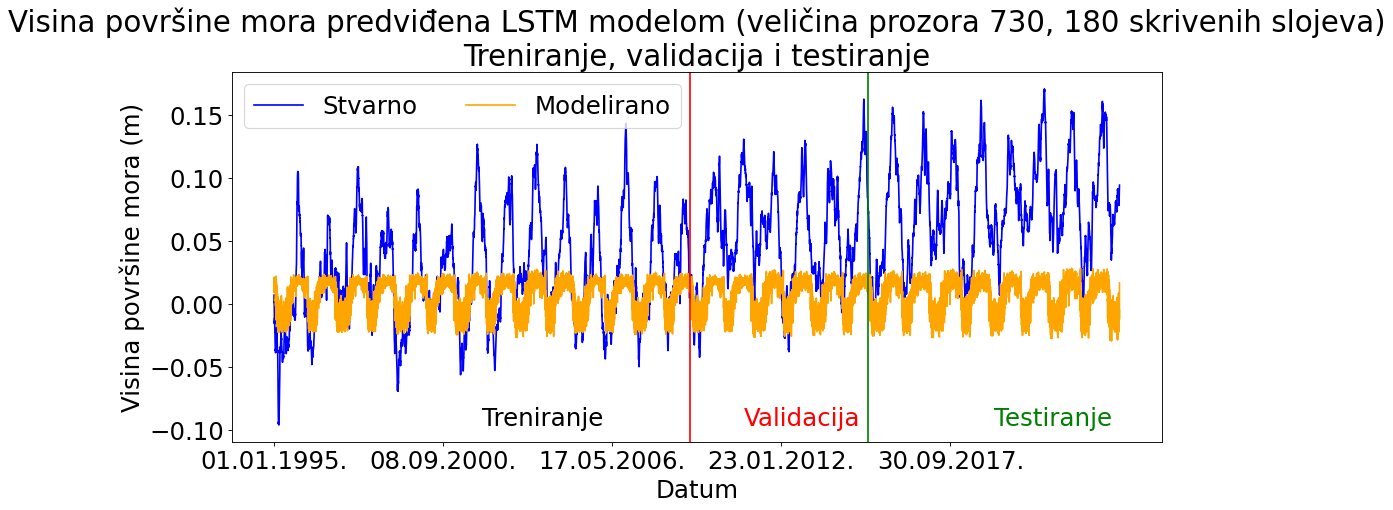 Visina površine mora predviđena LSTM modelom (veličina prozora 730, 180 skrivenih slojeva)
Treniranje, validacija i testiranje
Stvarno
Modelirano
Visina površine mora (m)
0.15
0.10
0.05
0.00
−0.05
−0.10
Treniranje
Validacija
Testiranje
01.01.1995.
08.09.2000.
17.05.2006.
23.01.2012.
30.09.2017.
Datum